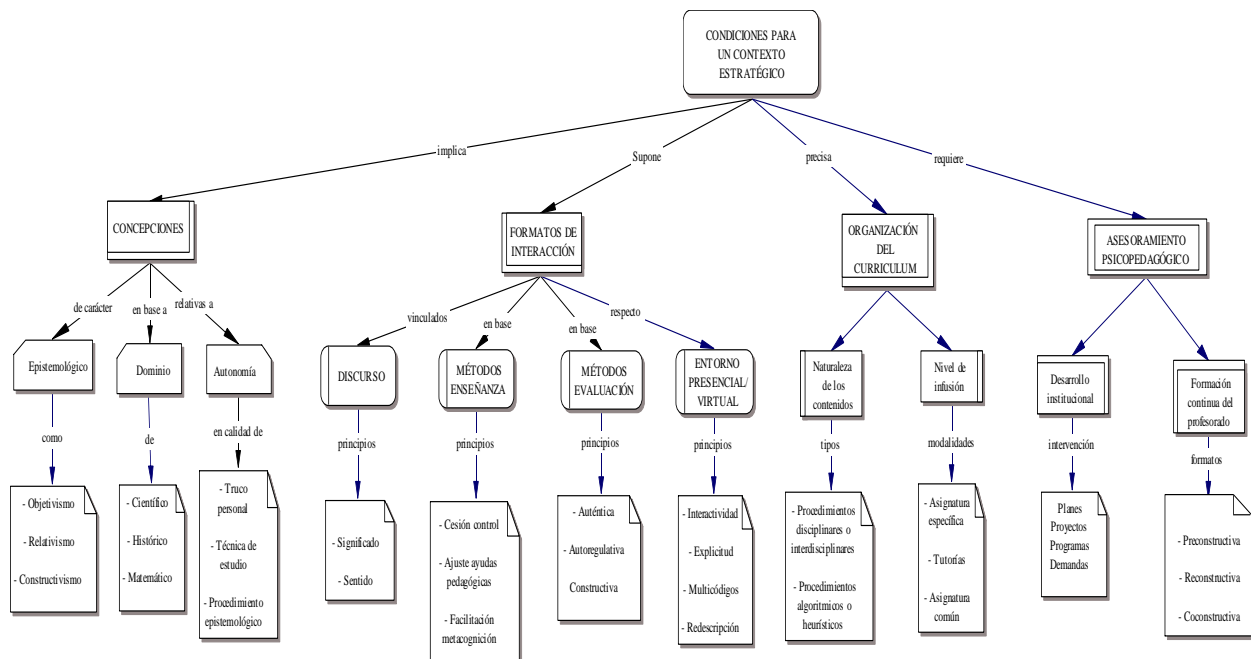 CONDICIONES PARA
UN CONTEXTO
ESTRATÉGICO
implica
Supone
precisa
requiere
CONCEPCIONES
FORMATOS DE
INTERACCIÓN
ORGANIZACIÓN
DEL
CURRICULUM
ASESORAMIENTO
PSICOPEDAGÓGICO
de carácter
en base a
relativas a
vinculados
en base
en base
respecto
Epistemológico
Dominio
Autonomía
DISCURSO
MÉTODOS
ENSEÑANZA
MÉTODOS
EVALUACIÓN
ENTORNO
PRESENCIAL/
VIRTUAL
Naturaleza
de los
contenidos
Nivel de
infusión
Desarrollo
institucional
Formación
continua del
profesorado
como
de
en calidad de
principios
principios
principios
principios
tipos
modalidades
intervención
formatos
- Objetivismo
- Relativismo
- Constructivismo
- Científico
- Histórico
- Matemático
- Truco
personal
- Técnica de
estudio
- Procedimiento
epistemológico
- Significado
- Sentido
- Cesión control
- Ajuste ayudas
pedagógicas
- Facilitación
metacognición
- Auténtica
- Autoregulativa
Constructiva
- Interactividad
- Explicitud
- Multicódigos
- Redescripción
- Procedimientos
disciplinares o
interdisciplinares
- Procedimientos
algorítmicos o
heurísticos
- Asignatura
específica
- Tutorías
- Asignatura
común
Planes
Proyectos
Programas
Demandas
- Preconstructiva
- Reconstructiva
- Coconstructiva